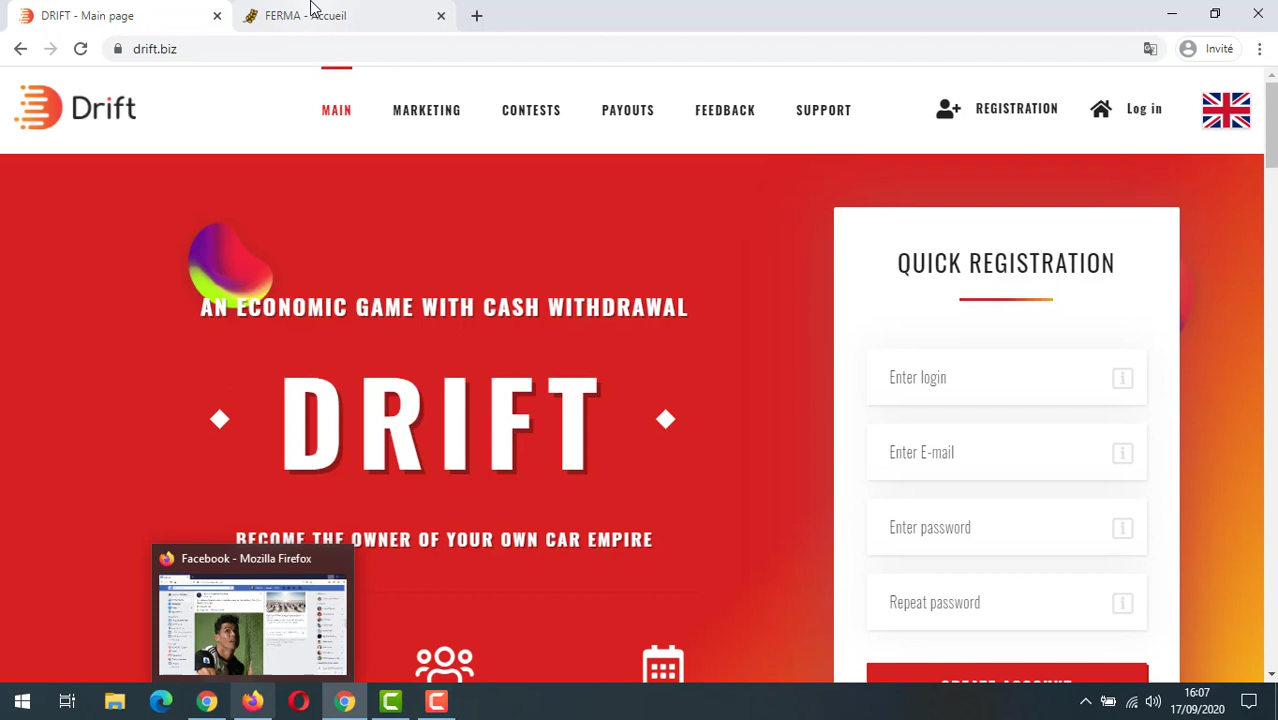 DRIFT - Main page
FERMA - Accueil
drift.biz
Invité
Drift
MAIN
MARKETING
CONTESTS
PAYOUTS
FEEDBACK
SUPPORT
REGISTRATION
Log in
AN ECONOMIC GAME WITH CASH WITHDRAWAL
DRIFT
BECOME THE OWNER OF YOUR OWN CAR EMPIRE
QUICK REGISTRATION
Enter login
Enter E-mail
Enter password
Repeat password
CREATE ACCOUNT
Facebook - Mozilla Firefox
16:07
17/09/2020